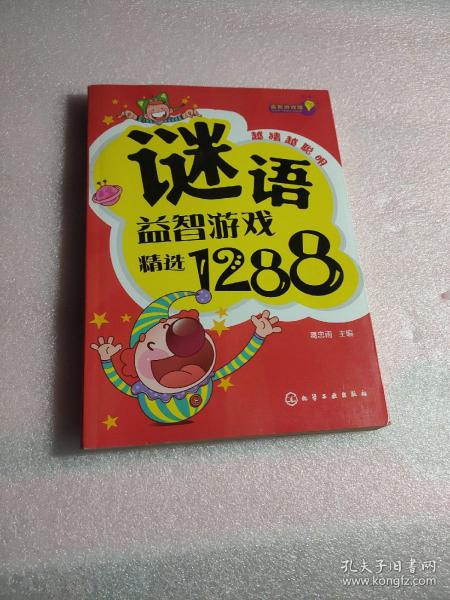 越猜越聪明
谜语
益智游戏
精选1288
葛忠雨 主编
化学工业出版社
孔夫子旧书网
www.kongfz.com